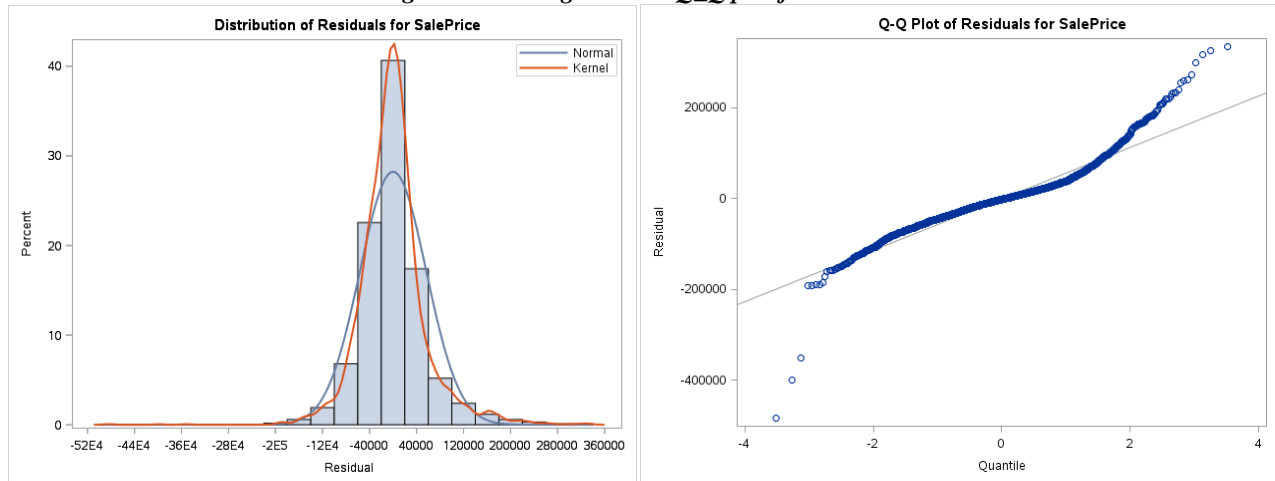 Distribution of Residuals for SalePrice
Normal
Kernel
40
30
20
10
0
Percent
-52E4 -44E4 -36E4 -28E4 -2E5 -12E4 -40000 40000 120000 200000 280000 360000
Residual
Q-Q Plot of Residuals for SalePrice
200000
0
-200000
-400000
Residual
-4 -2 0 2 4
Quantile